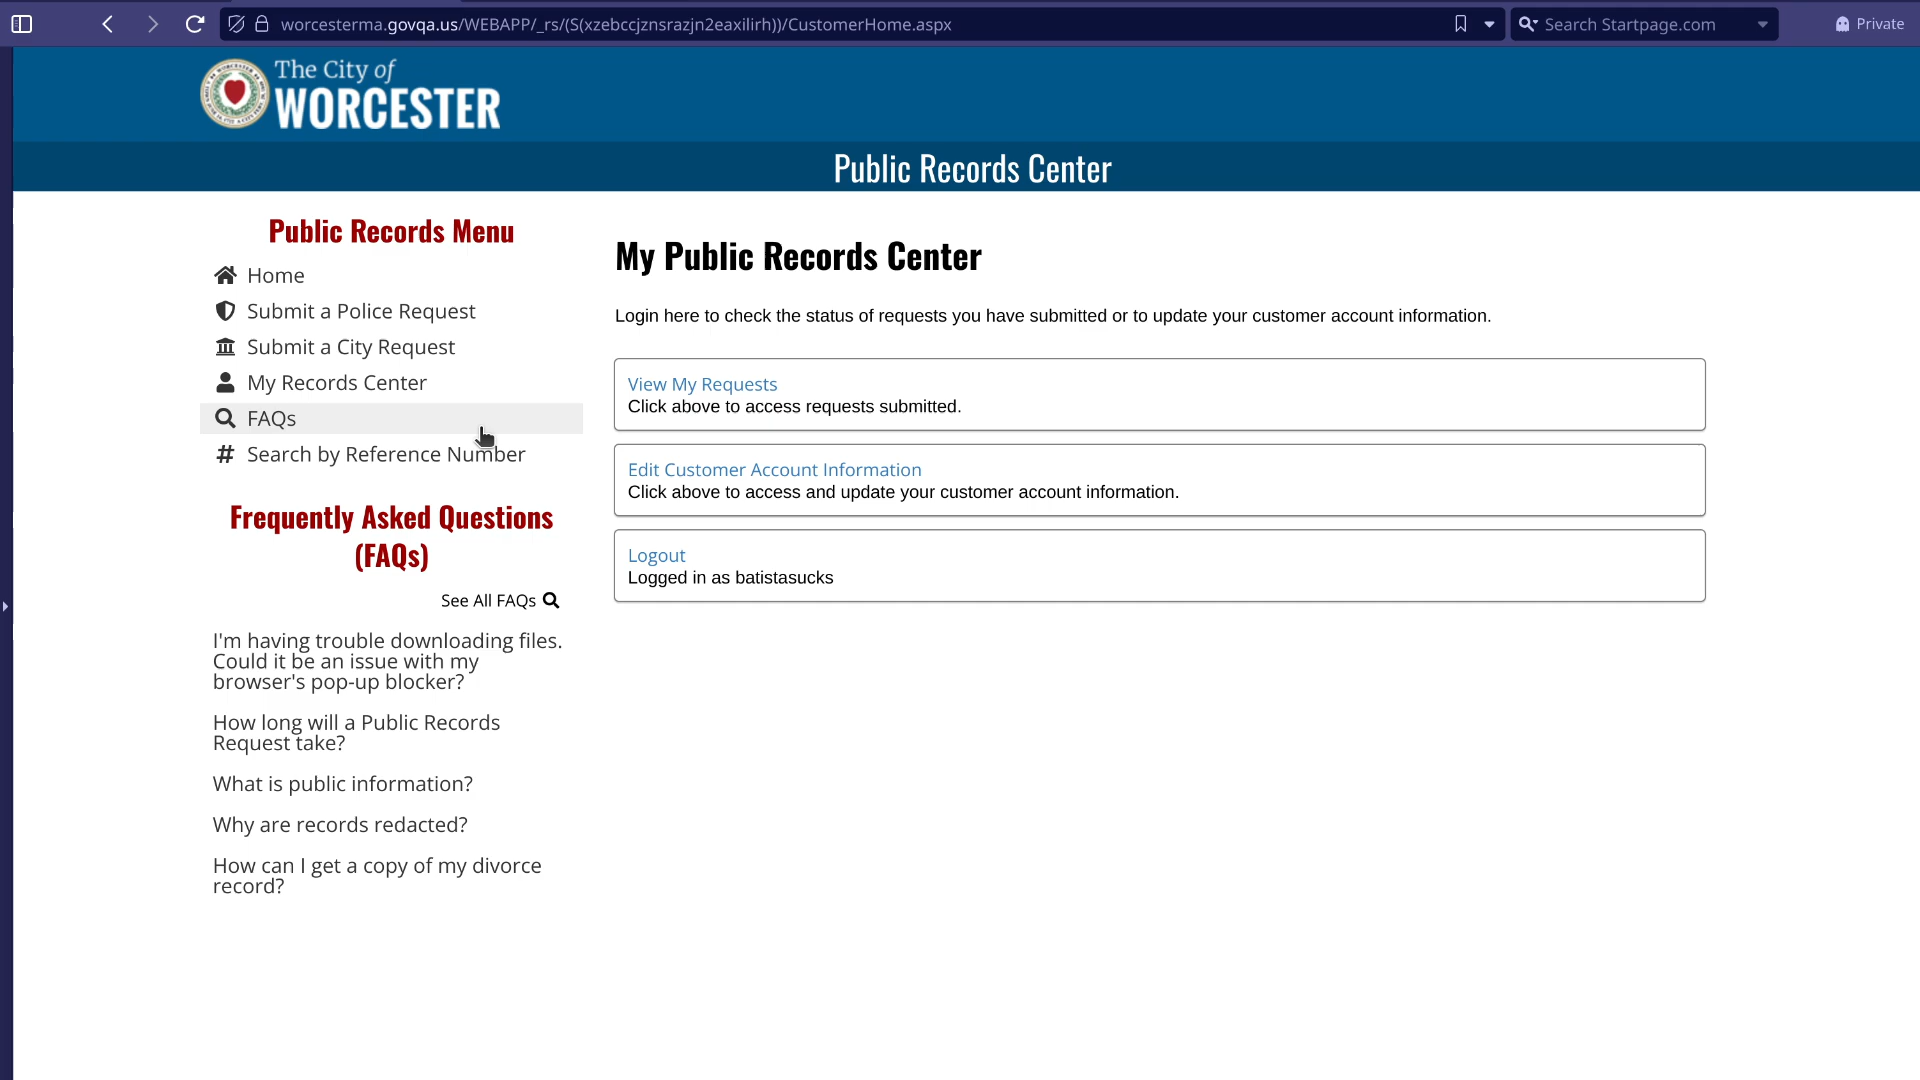 worcesterma.govqa.us/WEBAPP/_rs/(S(xzebccjznsrazjn2eaxilirh))/CustomerHome.aspx
Search Startpage.com
Private
The City of
WORCESTER
Public Records Center
Public Records Menu
Home
Submit a Police Request
Submit a City Request
My Records Center
FAQs
Search by Reference Number
Frequently Asked Questions
(FAQs)
See All FAQs
I'm having trouble downloading files.
Could it be an issue with my
browser's pop-up blocker?
How long will a Public Records
Request take?
What is public information?
Why are records redacted?
How can I get a copy of my divorce
record?
My Public Records Center
Login here to check the status of requests you have submitted or to update your customer account information.
View My Requests
Click above to access requests submitted.
Edit Customer Account Information
Click above to access and update your customer account information.
Logout
Logged in as batistasucks